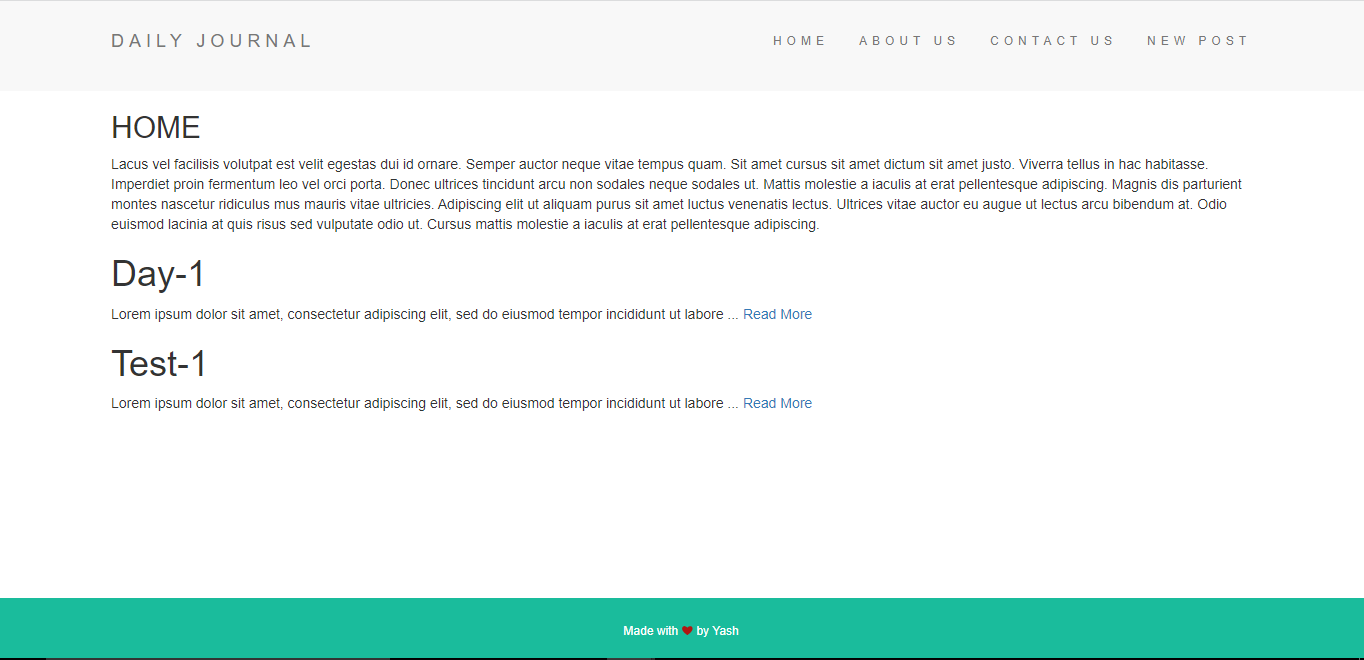 DAILY JOURNAL
HOME ABOUT US CONTACT US NEW POST
HOME
Lacus vel facilisis volutpat est velit egestas dui id ornare. Semper auctor neque vitae tempus quam. Sit amet cursus sit amet dictum sit amet justo. Viverra tellus in hac habitasse.
Imperdiet proin fermentum leo vel orci porta. Donec ultrices tincidunt arcu non sodales neque sodales ut. Mattis molestie a iaculis at erat pellentesque adipiscing. Magnis dis parturient
montes nascetur ridiculus mus mauris vitae ultricies. Adipiscing elit ut aliquam purus sit amet luctus venenatis lectus. Ultrices vitae auctor eu augue ut lectus arcu bibendum at. Odio
euismod lacinia at quis risus sed vulputate odio ut. Cursus mattis molestie a iaculis at erat pellentesque adipiscing.
Day-1
Lorem ipsum dolor sit amet, consectetur adipiscing elit, sed do eiusmod tempor incididunt ut labore ... Read More
Test-1
Lorem ipsum dolor sit amet, consectetur adipiscing elit, sed do eiusmod tempor incididunt ut labore ... Read More
Made with ❤ by Yash